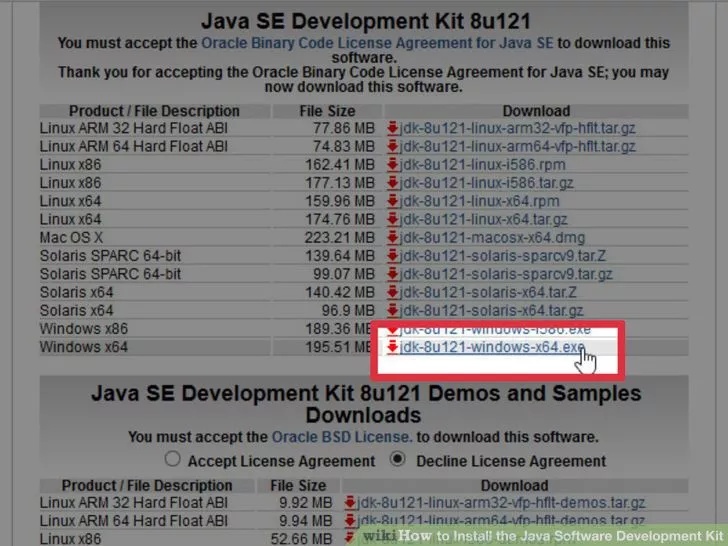 Java SE Development Kit 8u121
You must accept the Oracle Binary Code License Agreement for Java SE to download this
software.
Thank you for accepting the Oracle Binary Code License Agreement for Java SE; you may
now download this software.
Product / File Description File Size Download
Linux ARM 32 Hard Float ABI 77.86 MB jdk-8u121-linux-arm32-vfp-hflt.tar.gz
Linux ARM 64 Hard Float ABI 74.83 MB jdk-8u121-linux-arm64-vfp-hflt.tar.gz
Linux x86 162.41 MB jdk-8u121-linux-i586.rpm
Linux x86 177.13 MB jdk-8u121-linux-i586.tar.gz
Linux x64 159.96 MB jdk-8u121-linux-x64.rpm
Linux x64 174.76 MB jdk-8u121-linux-x64.tar.gz
Mac OS X 223.21 MB jdk-8u121-macosx-x64.dmg
Solaris SPARC 64-bit 139.64 MB jdk-8u121-solaris-sparcv9.tar.Z
Solaris SPARC 64-bit 99.07 MB jdk-8u121-solaris-sparcv9.tar.gz
Solaris x64 140.42 MB jdk-8u121-solaris-x64.tar.Z
Solaris x64 96.9 MB jdk-8u121-solaris-x64.tar.gz
Windows x86 189.36 MB jdk-8u121-windows-i586.exe
Windows x64 195.51 MB jdk-8u121-windows-x64.exe
Java SE Development Kit 8u121 Demos and Samples
Downloads
You must accept the Oracle BSD License. to download this software.
Accept License Agreement Decline License Agreement
Product / File Description File Size Download
Linux ARM 32 Hard Float ABI 9.92 MB jdk-8u121-linux-arm32-vfp-hflt-demos.tar.gz
Linux ARM 64 Hard Float ABI 9.94 MB jdk-8u121-linux-arm64-vfp-hflt-demos.tar.gz
Linux x86 52.66 MB
wikiHow to Install the Java Software Development Kit